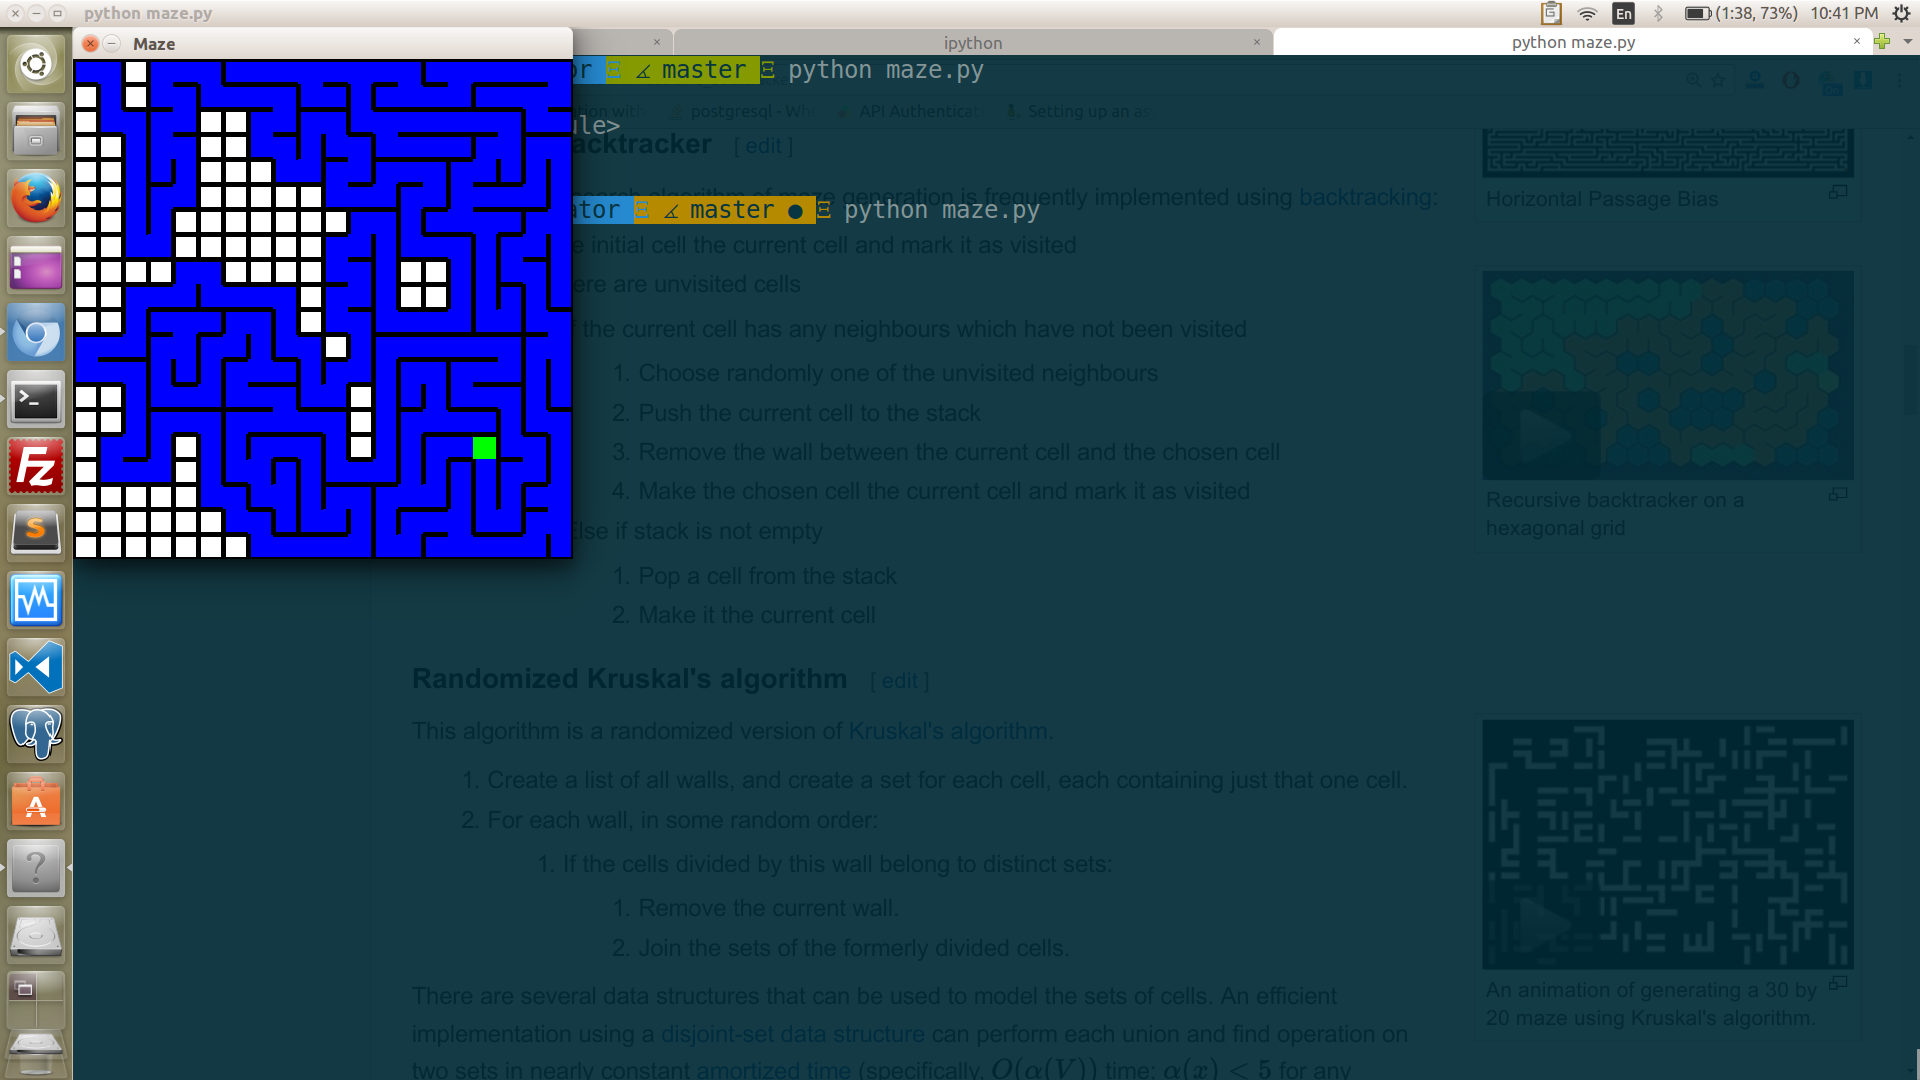 python maze.py
En
(1:38, 73%)
10:41 PM
Maze
ipython
python maze.py
or
master
python maze.py
postgresql - Wh
API Authenticat
Setting up an as
ule>
acktracker [ edit ]
search algorithm of maze generation is frequently implemented using backtracking:
ator
master ●
python maze.py
e initial cell the current cell and mark it as visited
ere are unvisited cells
f the current cell has any neighbours which have not been visited
1. Choose randomly one of the unvisited neighbours
2. Push the current cell to the stack
3. Remove the wall between the current cell and the chosen cell
4. Make the chosen cell the current cell and mark it as visited
Else if stack is not empty
1. Pop a cell from the stack
2. Make it the current cell
Randomized Kruskal's algorithm [ edit ]
This algorithm is a randomized version of Kruskal's algorithm.
1. Create a list of all walls, and create a set for each cell, each containing just that one cell.
2. For each wall, in some random order:
1. If the cells divided by this wall belong to distinct sets:
1. Remove the current wall.
2. Join the sets of the formerly divided cells.
There are several data structures that can be used to model the sets of cells. An efficient
implementation using a disjoint-set data structure can perform each union and find operation on
two sets in nearly constant amortized time (specifically, O(α(V)) time; α(x) < 5 for any
Horizontal Passage Bias
Recursive backtracker on a
hexagonal grid
An animation of generating a 30 by
20 maze using Kruskal's algorithm.